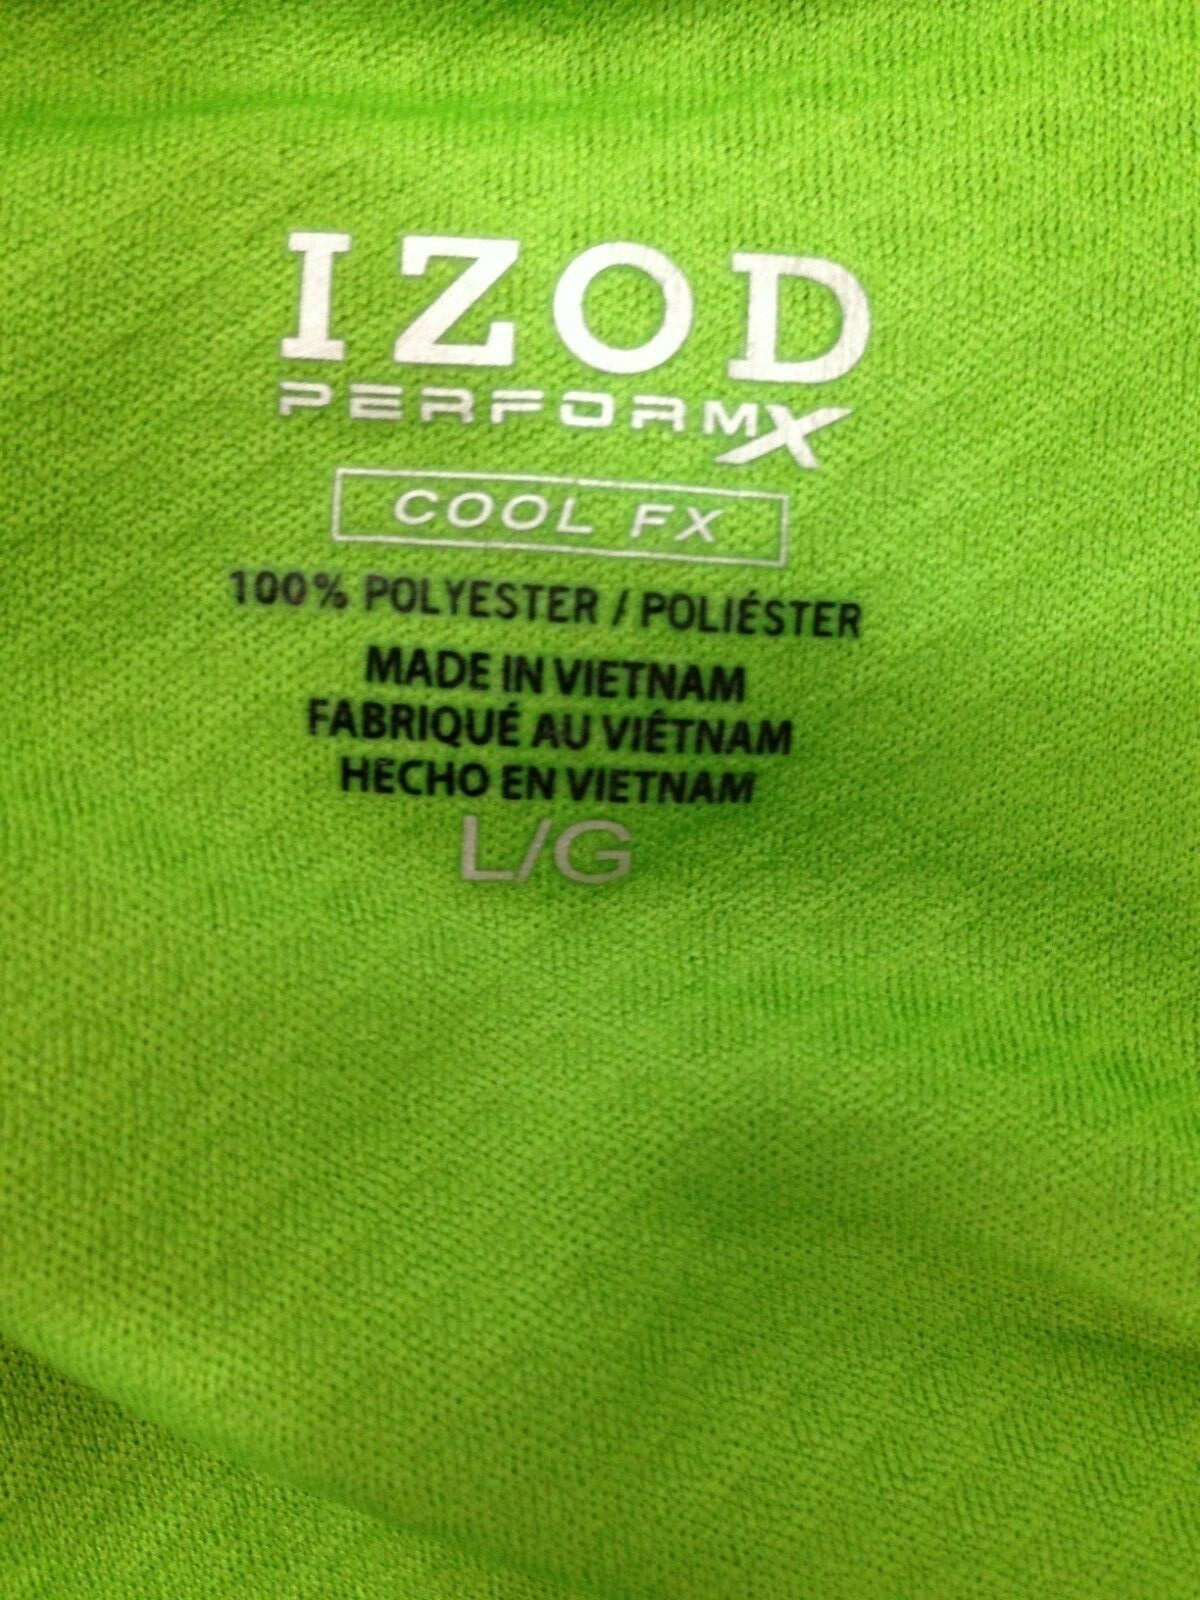 IZOD
PERFORMX
COOL FX
100% POLYESTER / POLIÉSTER
MADE IN VIETNAM
FABRIQUÉ AU VIÊTNAM
HECHO EN VIETNAM
L/G